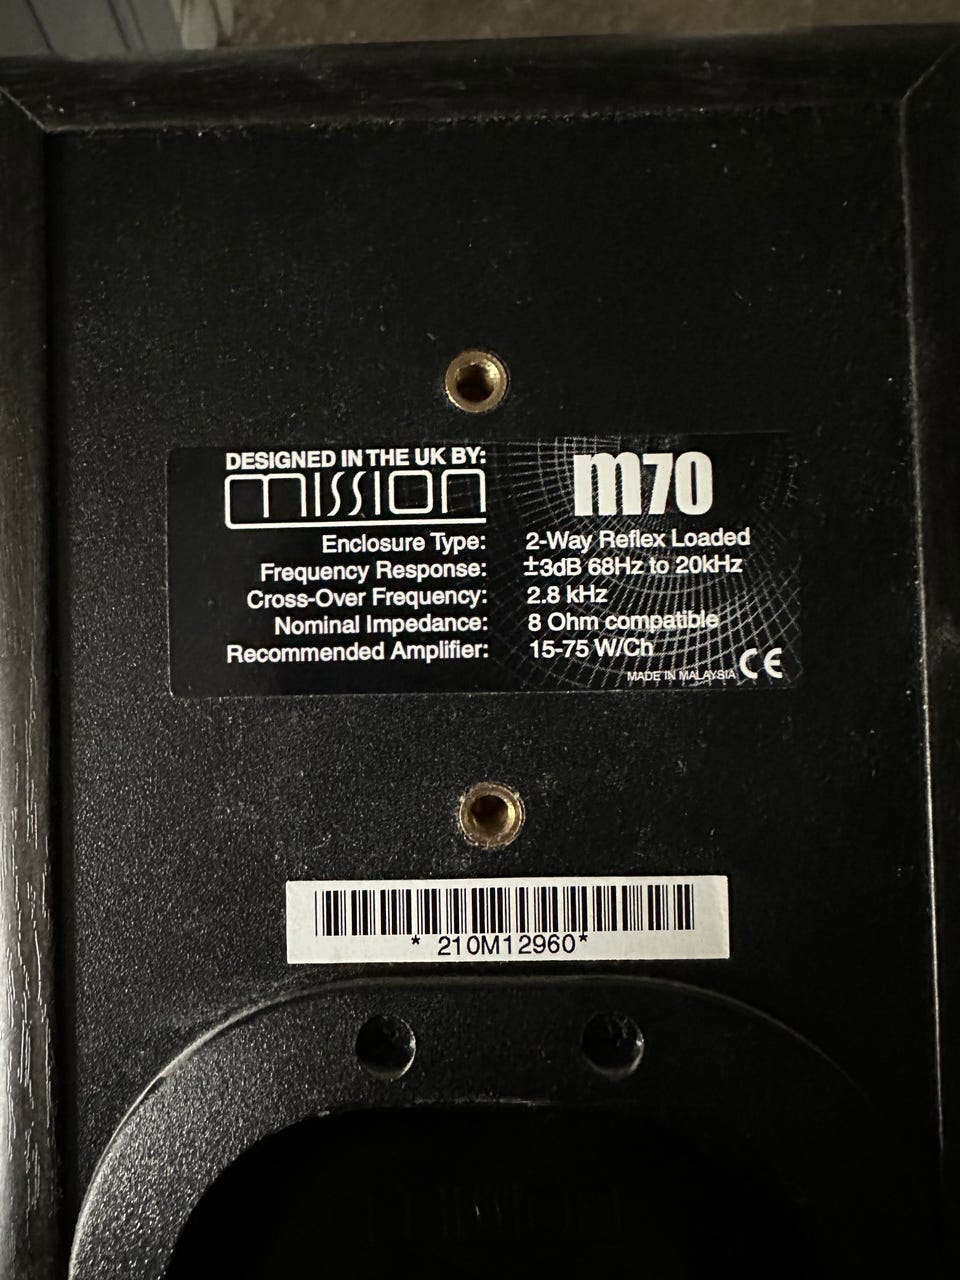 DESIGNED IN THE UK BY:
mission
m70
Enclosure Type: 2-Way Reflex Loaded
Frequency Response: ±3dB 68Hz to 20kHz
Cross-Over Frequency: 2.8 kHz
Nominal Impedance: 8 Ohm compatible
Recommended Amplifier: 15-75 W/Ch
MADE IN MALAYSIA CE
* 210M12960*
mission